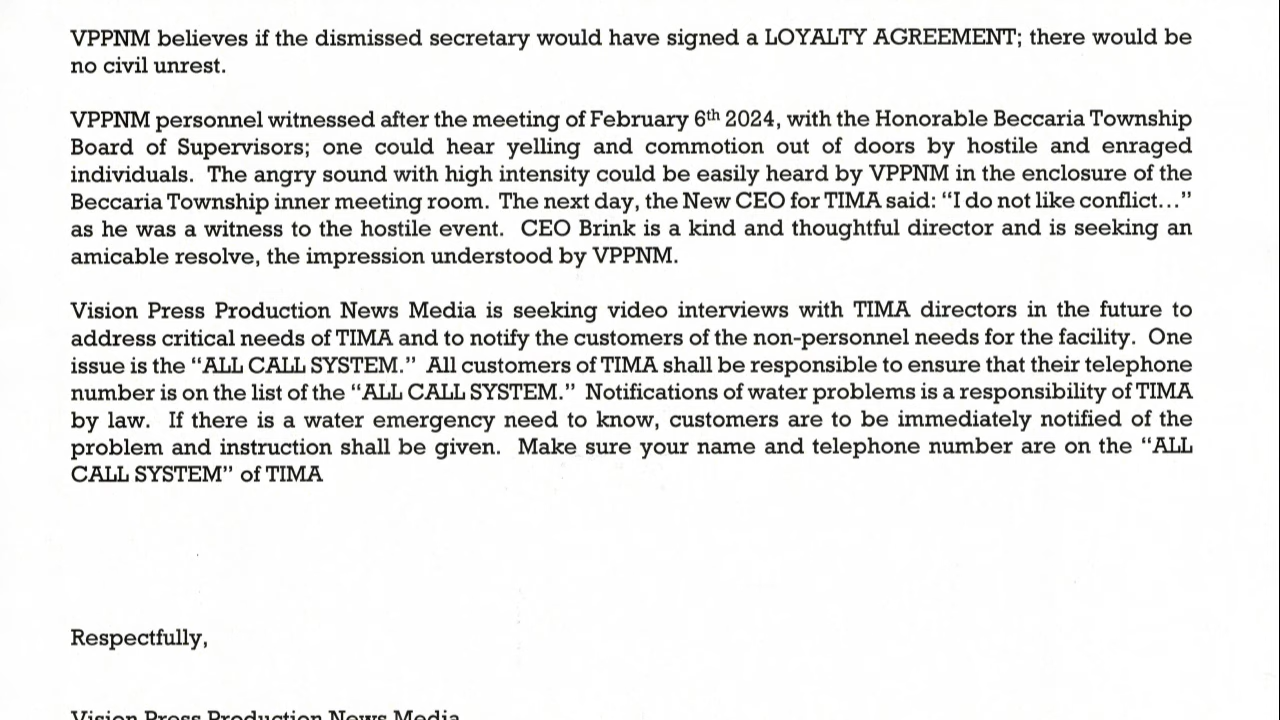 VPPNM believes if the dismissed secretary would have signed a LOYALTY AGREEMENT; there would be
no civil unrest.
VPPNM personnel witnessed after the meeting of February 6th 2024, with the Honorable Beccaria Township
Board of Supervisors; one could hear yelling and commotion out of doors by hostile and enraged
individuals. The angry sound with high intensity could be easily heard by VPPNM in the enclosure of the
Beccaria Township inner meeting room. The next day, the New CEO for TIMA said: “I do not like conflict...”
as he was a witness to the hostile event. CEO Brink is a kind and thoughtful director and is seeking an
amicable resolve, the impression understood by VPPNM.
Vision Press Production News Media is seeking video interviews with TIMA directors in the future to
address critical needs of TIMA and to notify the customers of the non-personnel needs for the facility. One
issue is the “ALL CALL SYSTEM.” All customers of TIMA shall be responsible to ensure that their telephone
number is on the list of the “ALL CALL SYSTEM.” Notifications of water problems is a responsibility of TIMA
by law. If there is a water emergency need to know, customers are to be immediately notified of the
problem and instruction shall be given. Make sure your name and telephone number are on the “ALL
CALL SYSTEM” of TIMA
Respectfully,
Vision Press Production News Media